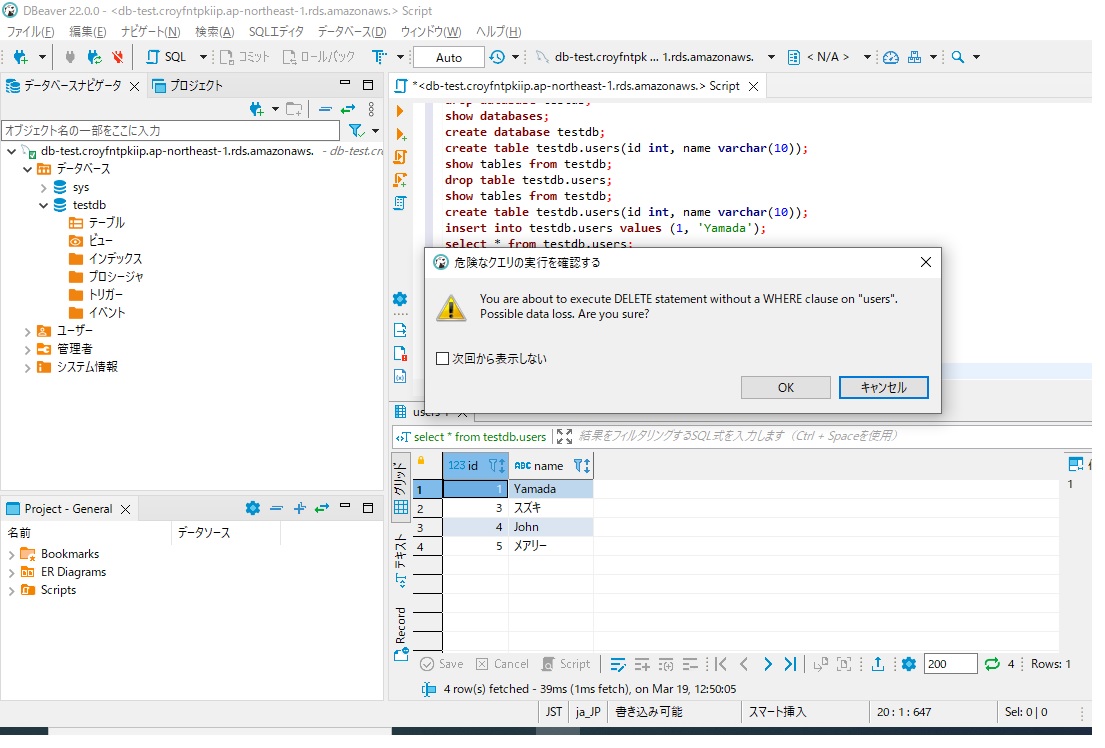 DBeaver 22.0.0 - <db-test.croyfntpkiip.ap-northeast-1.rds.amazonaws.> Script
ファイル(F) 編集(E) ナビゲート(N) 検索(A) SQLエディタ データベース(D) ウィンドウ(W) ヘルプ(H)
SQL コミット ロールバック Auto db-test.croyfntpk ... 1.rds.amazonaws. < N/A >
データベースナビゲータ プロジェクト
オブジェクト名の一部をここに入力
db-test.croyfntpkiip.ap-northeast-1.rds.amazonaws. - db-test.cr
データベース
sys
testdb
テーブル
ビュー
インデックス
プロシージャ
トリガー
イベント
ユーザー
管理者
システム情報
Project - General
名前 データソース
Bookmarks
ER Diagrams
Scripts
*<db-test.croyfntpkiip.ap-northeast-1.rds.amazonaws.> Script
drop database testdb;
show databases;
create database testdb;
create table testdb.users(id int, name varchar(10));
show tables from testdb;
drop table testdb.users;
show tables from testdb;
create table testdb.users(id int, name varchar(10));
insert into testdb.users values (1, 'Yamada');
select * from testdb.users;
危険なクエリの実行を確認する
You are about to execute DELETE statement without a WHERE clause on "users".
Possible data loss. Are you sure?
次回から表示しない
OK キャンセル
users 1
select * from testdb.users 結果をフィルタリングするSQL式を入力します（Ctrl + Spaceを使用）
グリッド
テキスト
Record
123 id ABC name
1 1 Yamada
2 3 スズキ
3 4 John
4 5 メアリー
1
Save Cancel Script 200 4 Rows: 1
4 row(s) fetched - 39ms (1ms fetch), on Mar 19, 12:50:05
JST ja_JP 書き込み可能 スマート挿入 20 : 1 : 647 Sel: 0 | 0